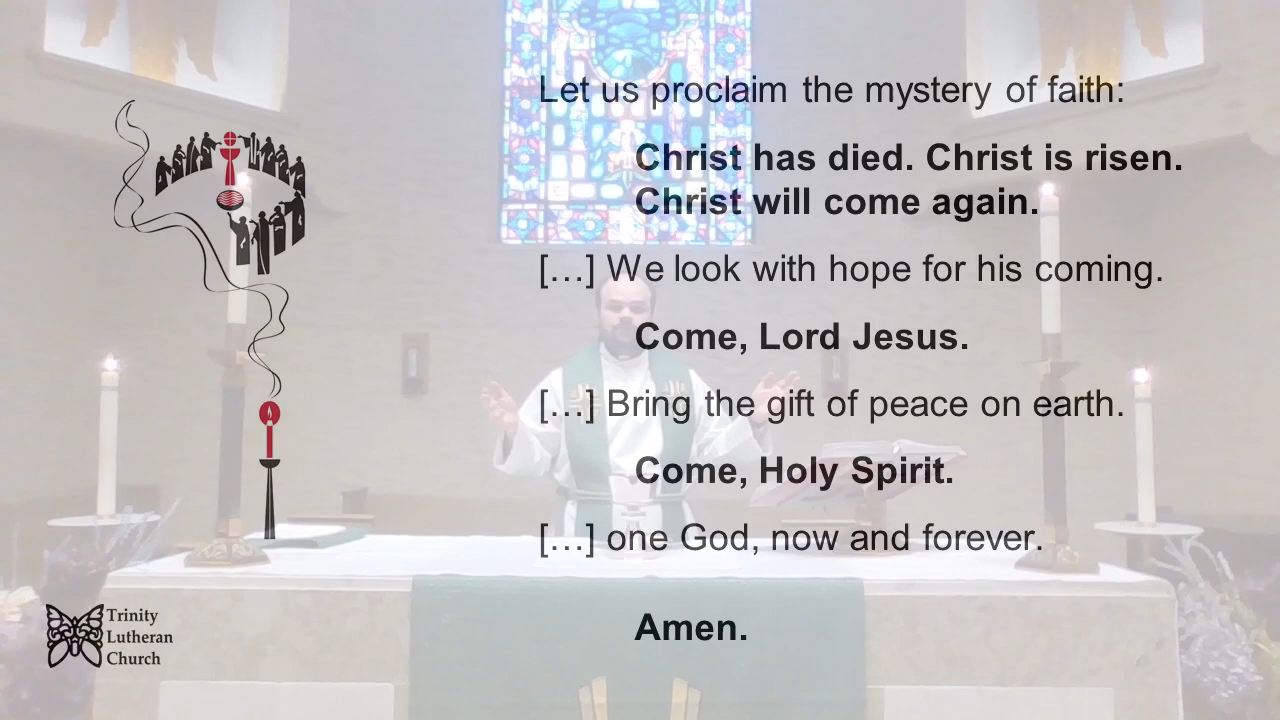 Let us proclaim the mystery of faith:
Christ has died. Christ is risen.
Christ will come again.
[…] We look with hope for his coming.
Come, Lord Jesus.
[…] Bring the gift of peace on earth.
Come, Holy Spirit.
[…] one God, now and forever.
Amen.
Trinity
Lutheran
Church